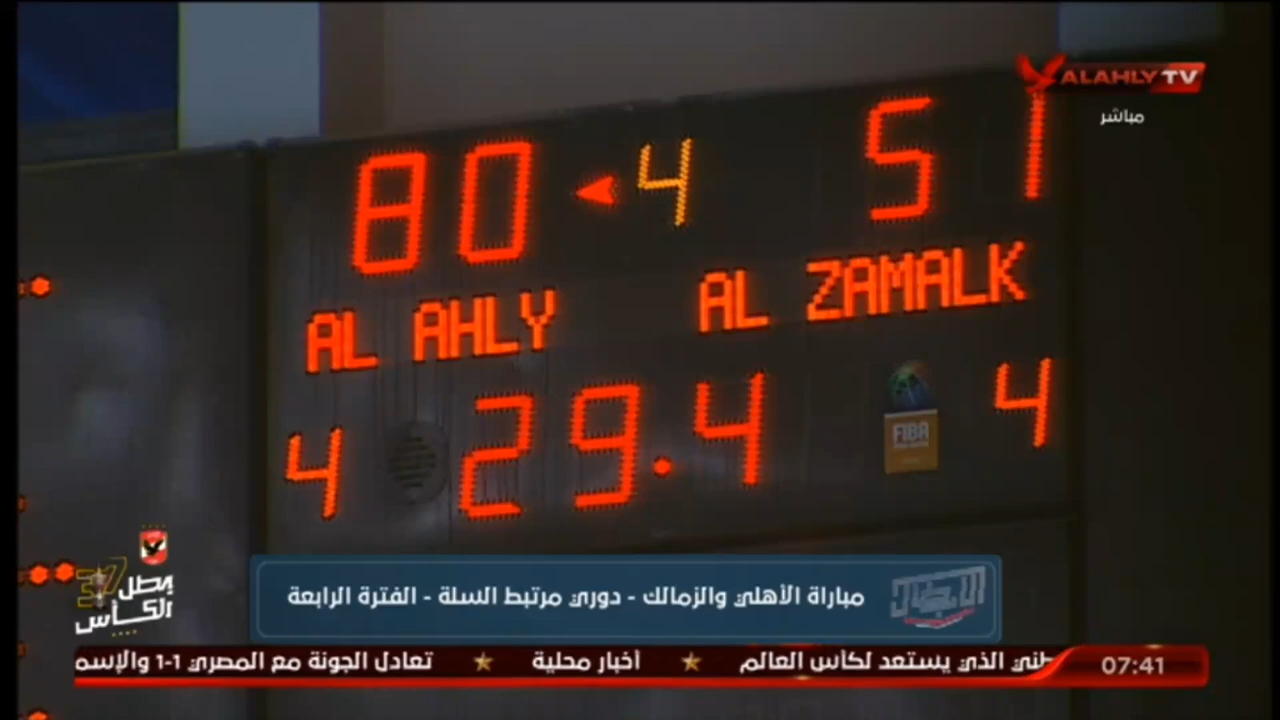 ALAHLY TV
مباشر
80 4 51
AL AHLY AL ZAMALK
4 29.4 4
FIBA
37 بطل
الكأس
مباراة الأهلي والزمالك - دوري مرتبط السلة - الفترة الرابعة
الذي يستعد لكأس العالم ★ أخبار محلية ★ تعادل الجونة مع المصري 1-1
07:41